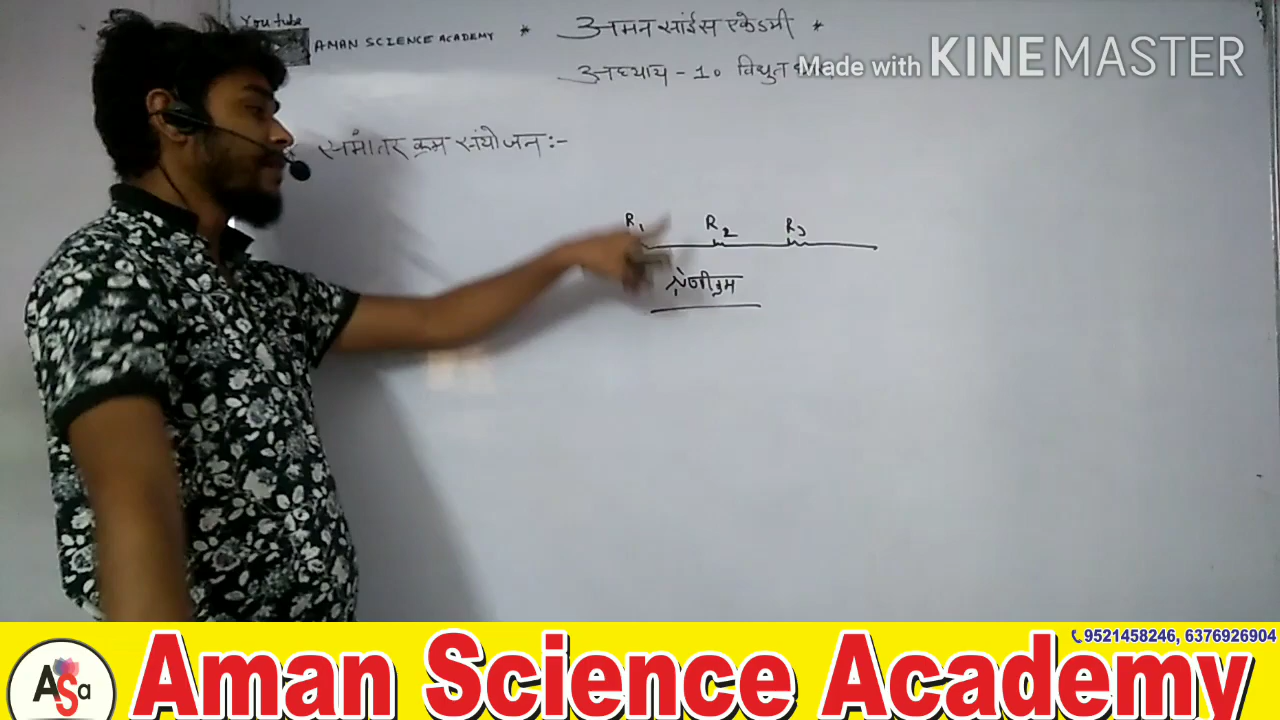 You tube
AMAN SCIENCE ACADEMY * अमन साइंस एकेडमी *
अध्याय - 10 विद्युत
Made with KINEMASTER
समांतर क्रम संयोजन :-
R1 R2 R3
श्रेणीक्रम
9521458246, 6376926904
ASa
Aman Science Academy